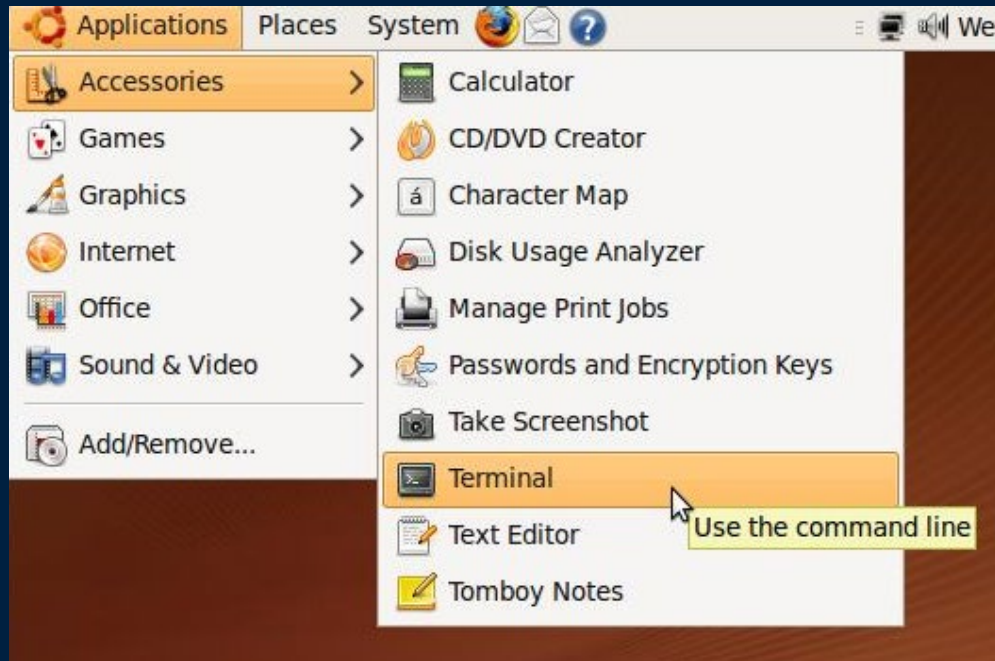 Applications Places System We
Accessories
Games
Graphics
Internet
Office
Sound & Video
Add/Remove...
Calculator
CD/DVD Creator
á Character Map
Disk Usage Analyzer
Manage Print Jobs
Passwords and Encryption Keys
Take Screenshot
Terminal
Text Editor
Tomboy Notes
Use the command line